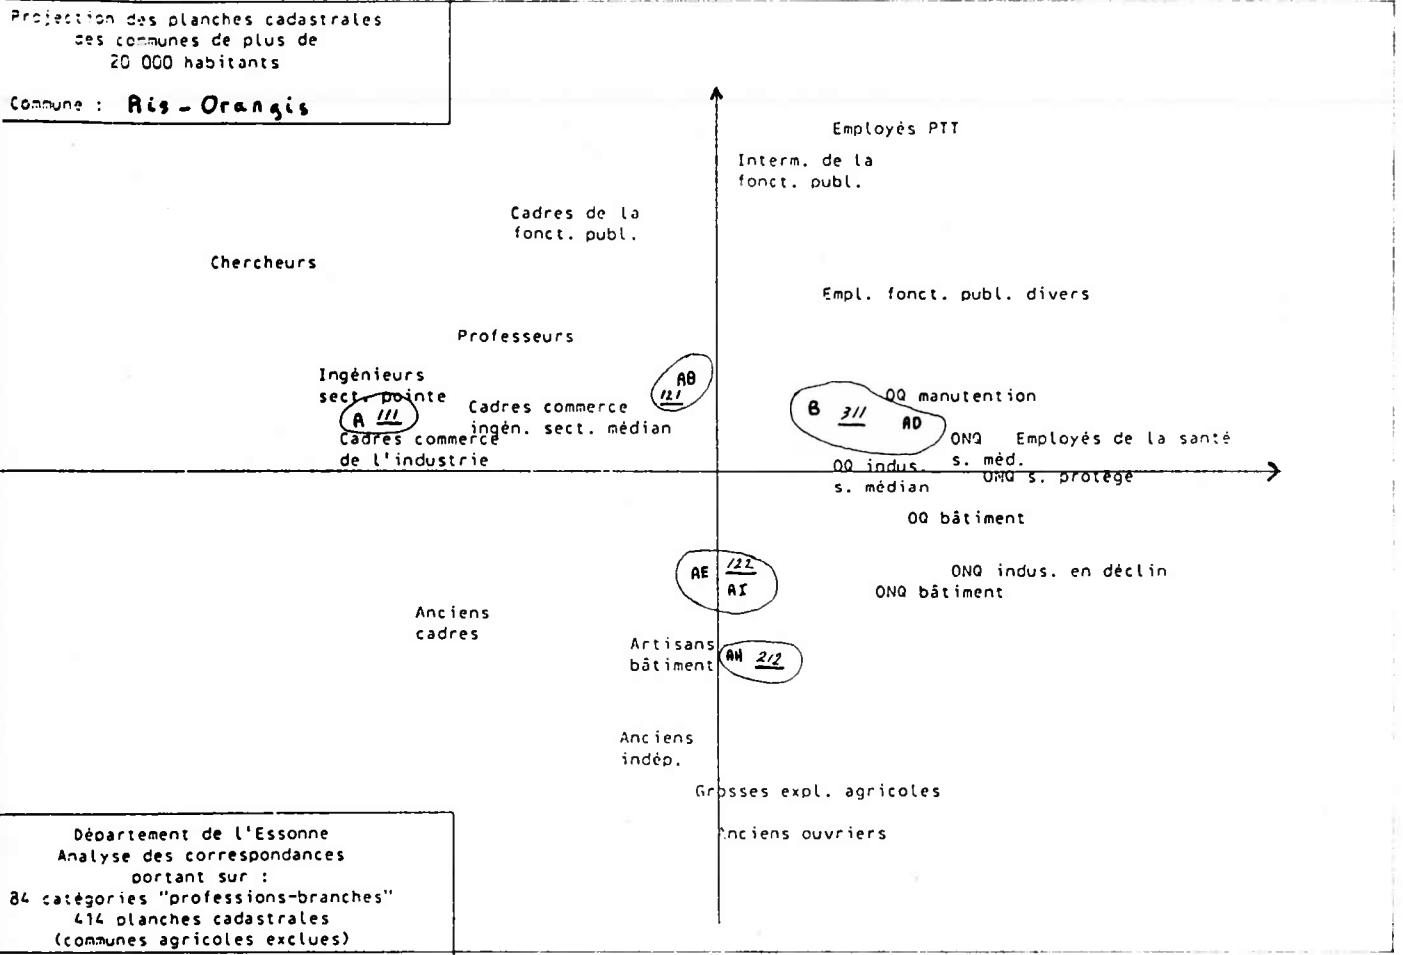 Projection des planches cadastrales
des communes de plus de
20 000 habitants
Commune : Ris-Orangis
Employés PTT
Interm. de la
fonct. publ.
Cadres de la
fonct. publ.
Chercheurs
Empl. fonct. publ. divers
Professeurs
Ingénieurs
sect. pointe
A 111
Cadres commerce
de l'industrie
Cadres commerce
ingén. sect. médian
AB
121
B 311 AD
OQ manutention
ONQ
s. méd.
Employés de la santé
OQ indus.
s. médian
ONQ s. protégé
OQ bâtiment
AE 122
AI
ONQ indus. en déclin
ONQ bâtiment
Anciens
cadres
Artisans
bâtiment
AH 212
Anciens
indép.
Grosses expl. agricoles
Anciens ouvriers
Département de l'Essonne
Analyse des correspondances
portant sur :
84 catégories "professions-branches"
414 planches cadastrales
(communes agricoles exclues)